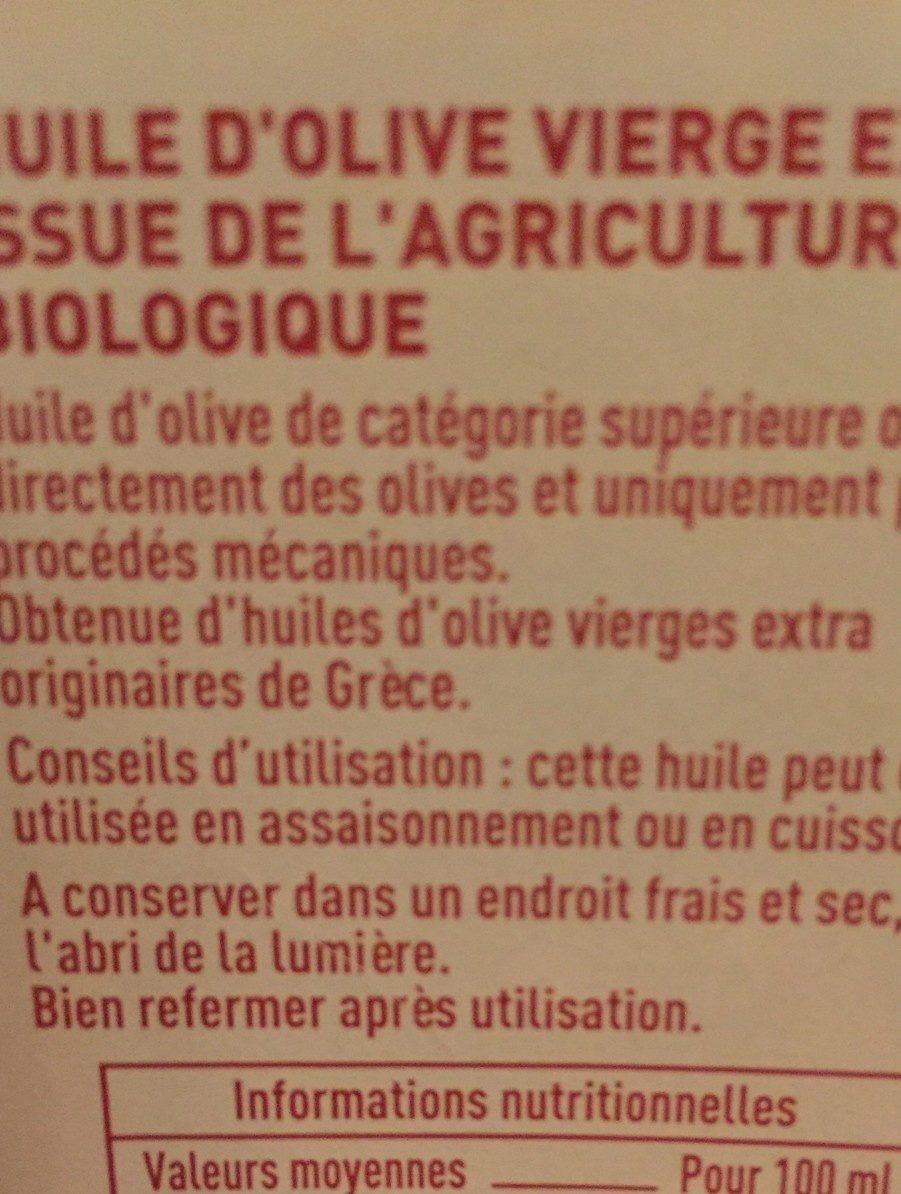 UILE D'OLIVE VIERGE E
SSUE DE L'AGRICULTUR
BIOLOGIQUE
uile d'olive de catégorie supérieure o
directement des olives et uniquement p
procédés mécaniques.
Obtenue d'huiles d'olive vierges extra
originaires de Grèce.
Conseils d'utilisation : cette huile peut
utilisée en assaisonnement ou en cuisso
A conserver dans un endroit frais et sec,
l'abri de la lumière.
Bien refermer après utilisation.
Informations nutritionnelles
Valeurs moyennes Pour 100 ml